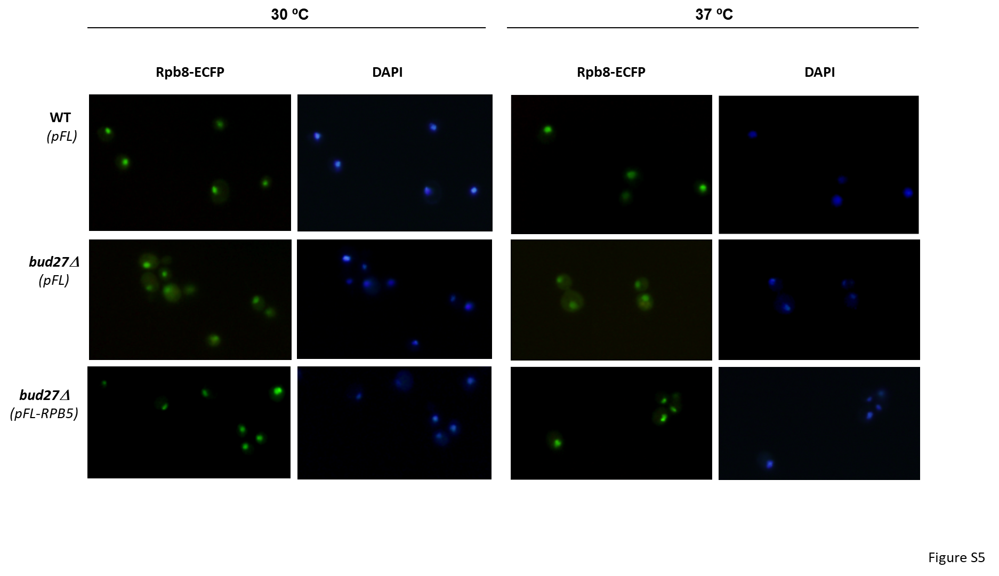 30 ºC
37 ºC
Rpb8-ECFP
DAPI
Rpb8-ECFP
DAPI
WT
(pFL)
bud27Δ
(pFL)
bud27Δ
(pFL-RPB5)
Figure S5